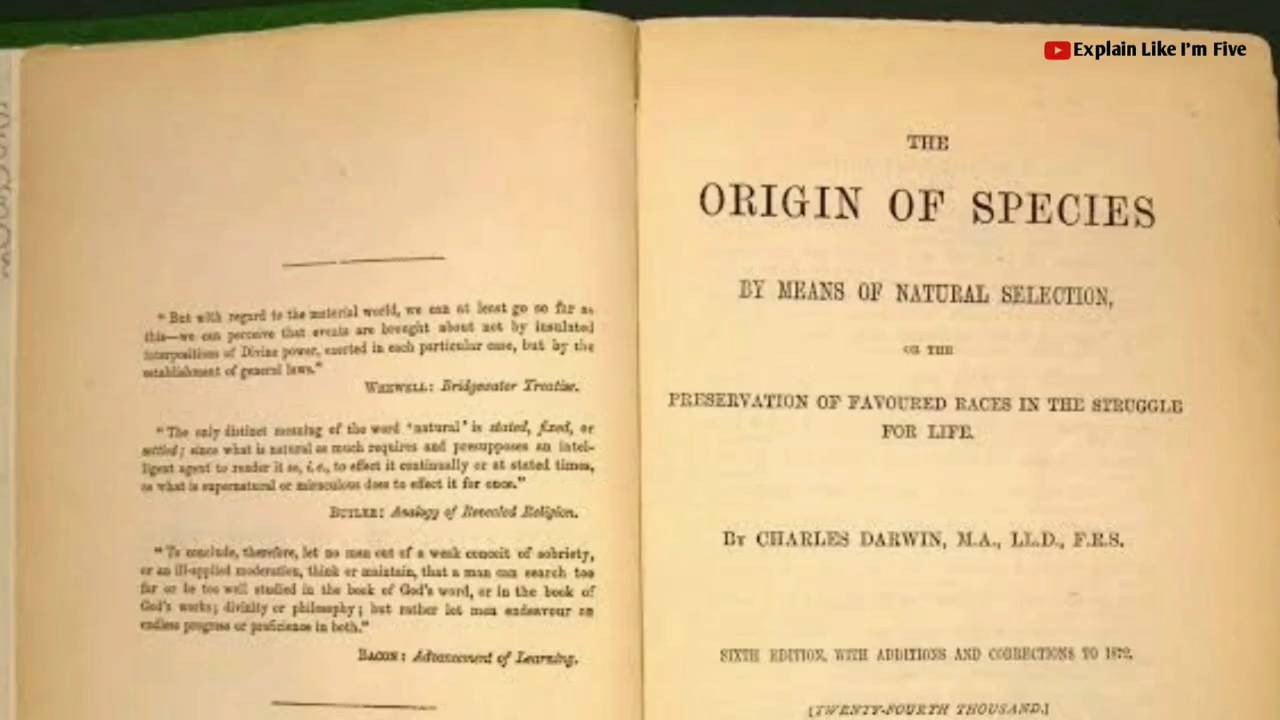 Explain Like I'm Five
"But with regard to the material world, we can at least go so far as
this—we can perceive that events are brought about not by insulated
interpositions of Divine power, exerted in each particular case, but by the
establishment of general laws."
WHEWELL: Bridgewater Treatise.
"The only distinct meaning of the word 'natural' is stated, fixed, or
settled; since what is natural as much requires and presupposes an intel-
ligent agent to render it so, i.e., to effect it continually or at stated times,
as what is supernatural or miraculous does to effect it for once."
BUTLER: Analogy of Revealed Religion.
"To conclude, therefore, let no man out of a weak conceit of sobriety,
or an ill-applied moderation, think or maintain, that a man can search too
far or be too well studied in the book of God's word, or in the book of
God's works; divinity or philosophy; but rather let men endeavour an
endless progress or proficience in both."
BACON: Advancement of Learning.
THE
ORIGIN OF SPECIES
BY MEANS OF NATURAL SELECTION,
OR THE
PRESERVATION OF FAVOURED RACES IN THE STRUGGLE
FOR LIFE.
BY CHARLES DARWIN, M.A., LL.D., F.R.S.
SIXTH EDITION, WITH ADDITIONS AND CORRECTIONS TO 1872.
[TWENTY-FOURTH THOUSAND.]